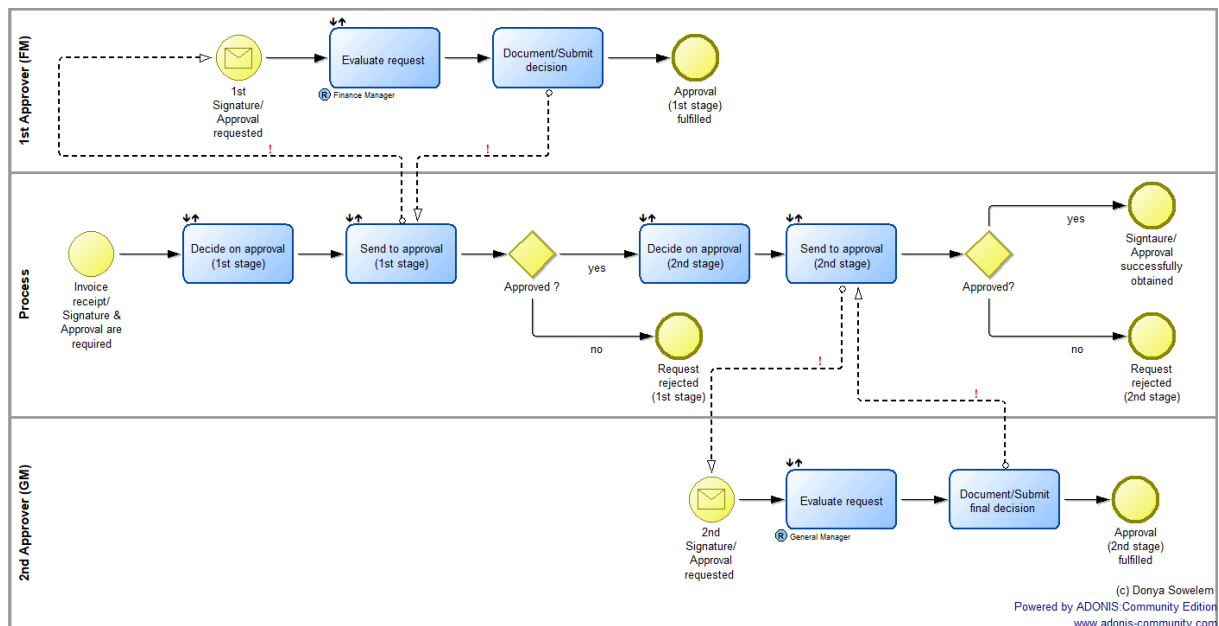 1st Approver (FM)
1st
Signature/
Approval
requested
Evaluate request
R Finance Manager
Document/Submit
decision
Approval
(1st stage)
fulfilled
!
!
Process
Invoice
receipt/
Signature &
Approval are
required
Decide on approval
(1st stage)
Send to approval
(1st stage)
Approved ?
yes
no
Request
rejected
(1st stage)
Decide on approval
(2nd stage)
Send to approval
(2nd stage)
Approved?
yes
Signtaure/
Approval
successfully
obtained
no
Request
rejected
(2nd stage)
!
!
2nd Approver (GM)
2nd
Signature/
Approval
requested
Evaluate request
R General Manager
Document/Submit
final decision
Approval
(2nd stage)
fulfilled
(c) Donya Sowelem
Powered by ADONIS:Community Edition
www.adonis-community.com